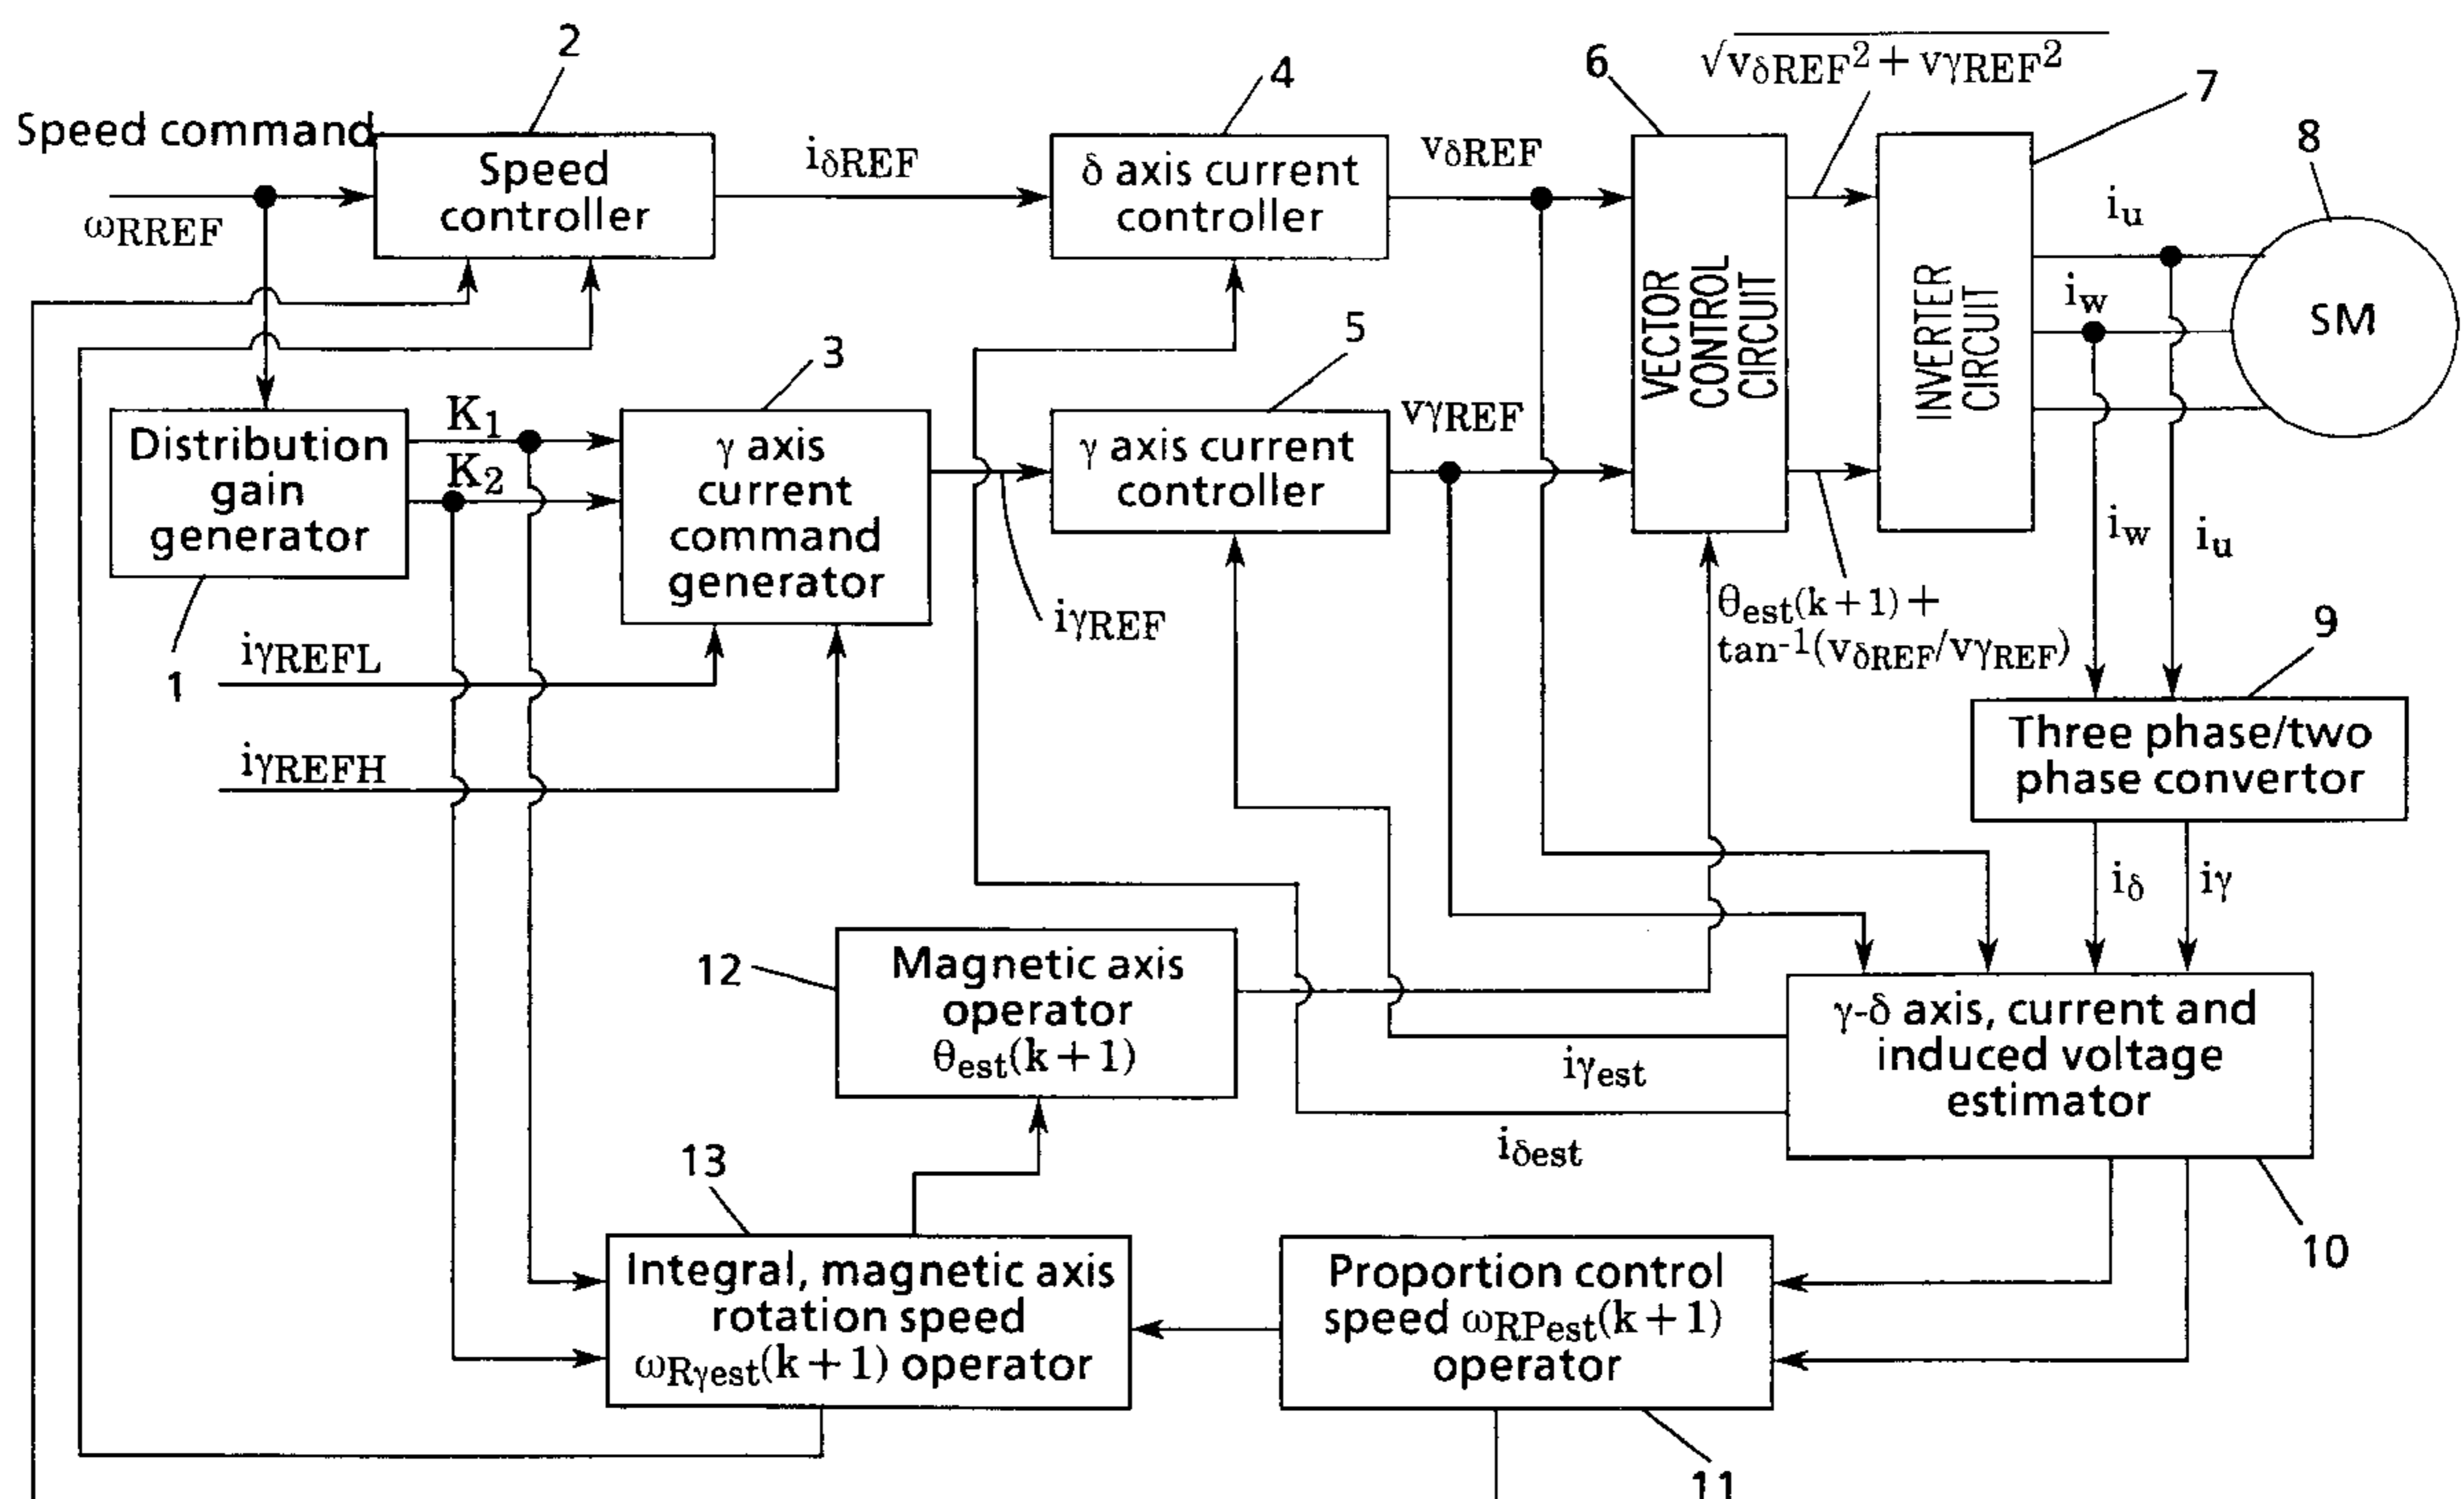 2
4
6
√vδREF² + vγREF²
7
8
Speed command
ωRREF
Speed
controller
iδREF
δ axis current
controller
vδREF
VECTOR
CONTROL
CIRCUIT
INVERTER
CIRCUIT
iu
iw
SM
3
5
Distribution
gain
generator
K1
K2
γ axis
current
command
generator
γ axis current
controller
vγREF
iw
iu
1
iγREFL
iγREF
θest(k+1) +
tan-1(vδREF/vγREF)
9
iγREFH
Three phase/two
phase convertor
iδ
iγ
12
Magnetic axis
operator
θest(k+1)
γ-δ axis, current and
induced voltage
estimator
iγest
iδest
10
13
Integral, magnetic axis
rotation speed
ωRγest(k+1) operator
Proportion control
speed ωRPest(k+1)
operator
11